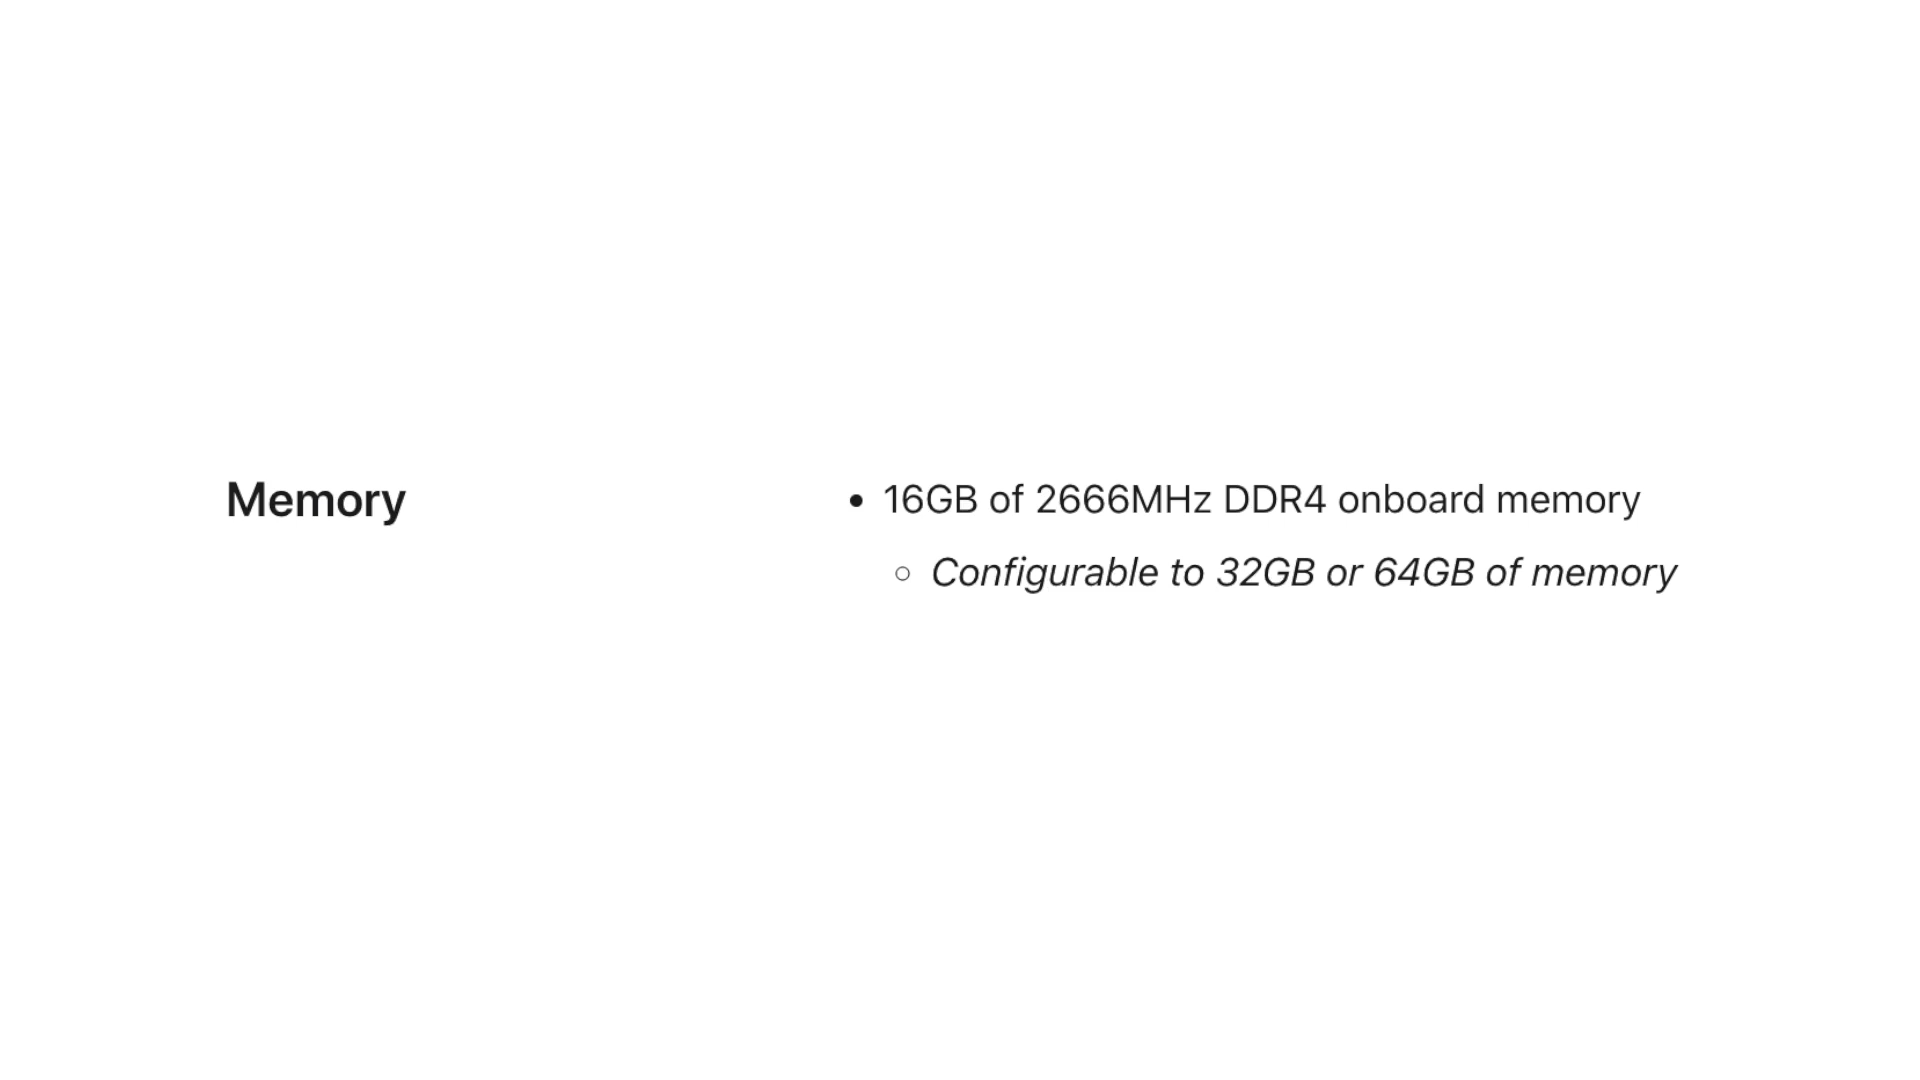 Memory
• 16GB of 2666MHz DDR4 onboard memory
○ Configurable to 32GB or 64GB of memory